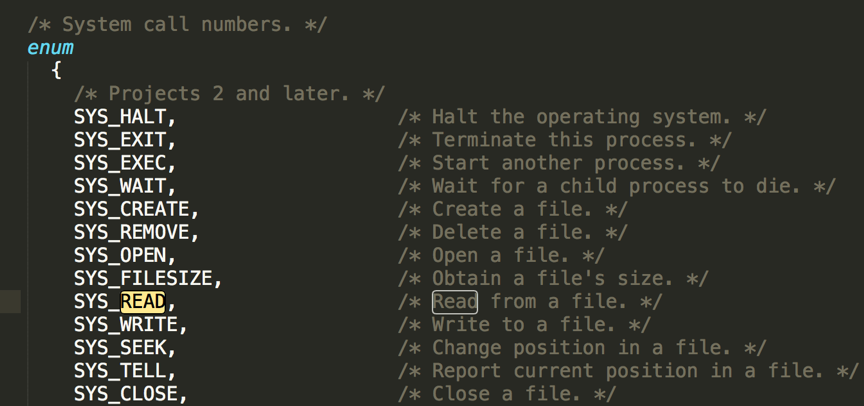 /* System call numbers. */
enum
{
/* Projects 2 and later. */
SYS_HALT, /* Halt the operating system. */
SYS_EXIT, /* Terminate this process. */
SYS_EXEC, /* Start another process. */
SYS_WAIT, /* Wait for a child process to die. */
SYS_CREATE, /* Create a file. */
SYS_REMOVE, /* Delete a file. */
SYS_OPEN, /* Open a file. */
SYS_FILESIZE, /* Obtain a file's size. */
SYS_READ, /* Read from a file. */
SYS_WRITE, /* Write to a file. */
SYS_SEEK, /* Change position in a file. */
SYS_TELL, /* Report current position in a file. */
SYS_CLOSE, /* Close a file. */